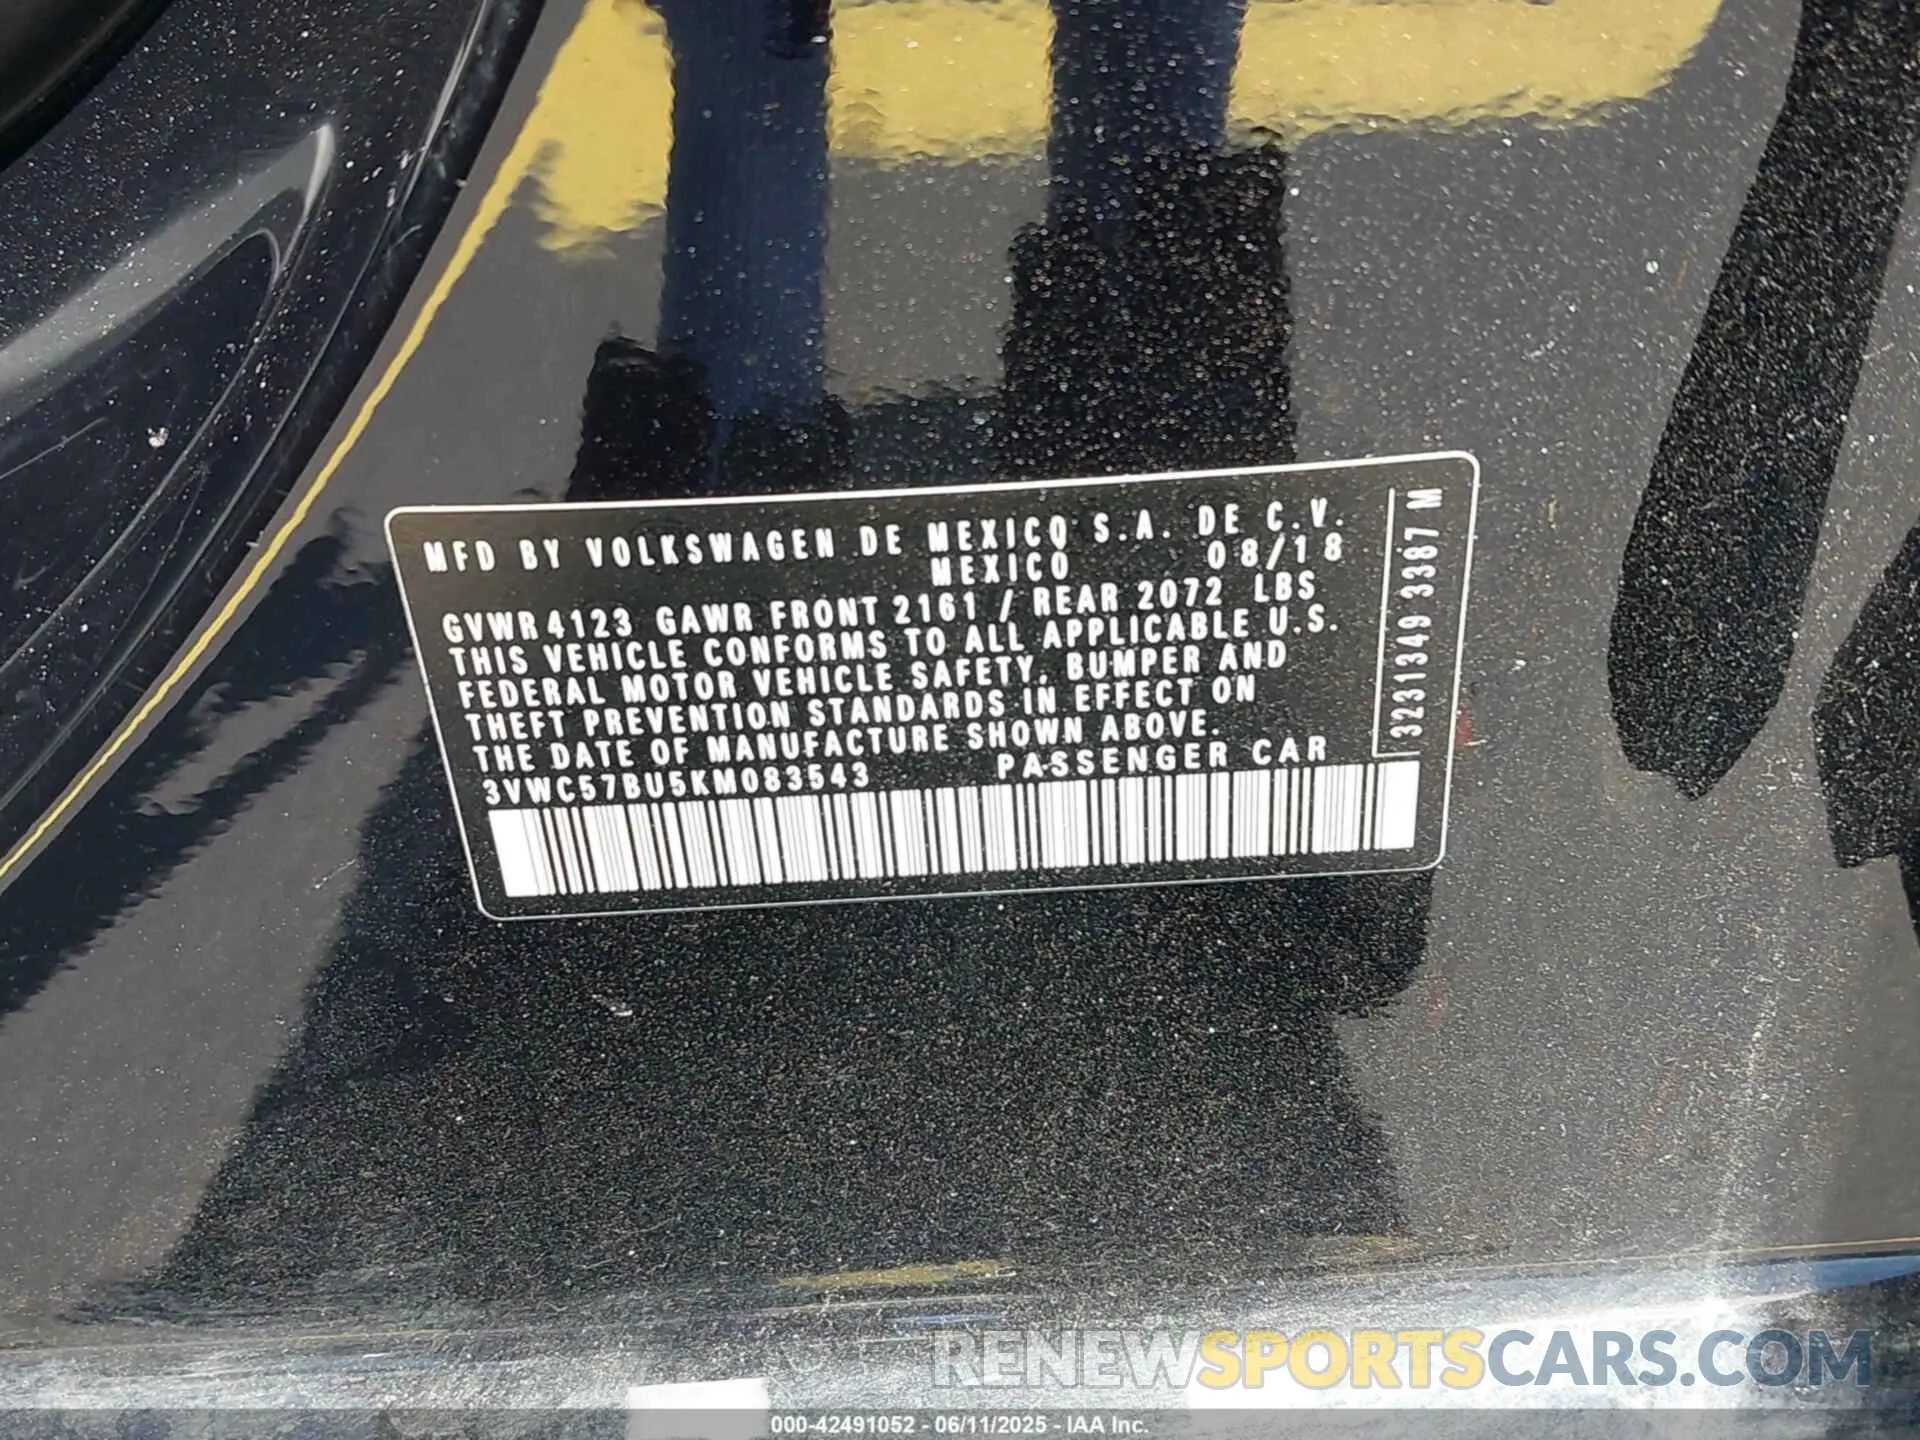 MFD BY VOLKSWAGEN DE MEXICO S.A. DE C.V.
MEXICO 08/18
GVWR 4123 GAWR FRONT 2161 / REAR 2072 LBS
THIS VEHICLE CONFORMS TO ALL APPLICABLE U.S.
FEDERAL MOTOR VEHICLE SAFETY, BUMPER AND
THEFT PREVENTION STANDARDS IN EFFECT ON
THE DATE OF MANUFACTURE SHOWN ABOVE.
3VWC57BU5KM083543 PASSENGER CAR
3231349 3387 M
RENEWSPORTSCARS.COM
000-42491052 - 06/11/2025 - IAA Inc.